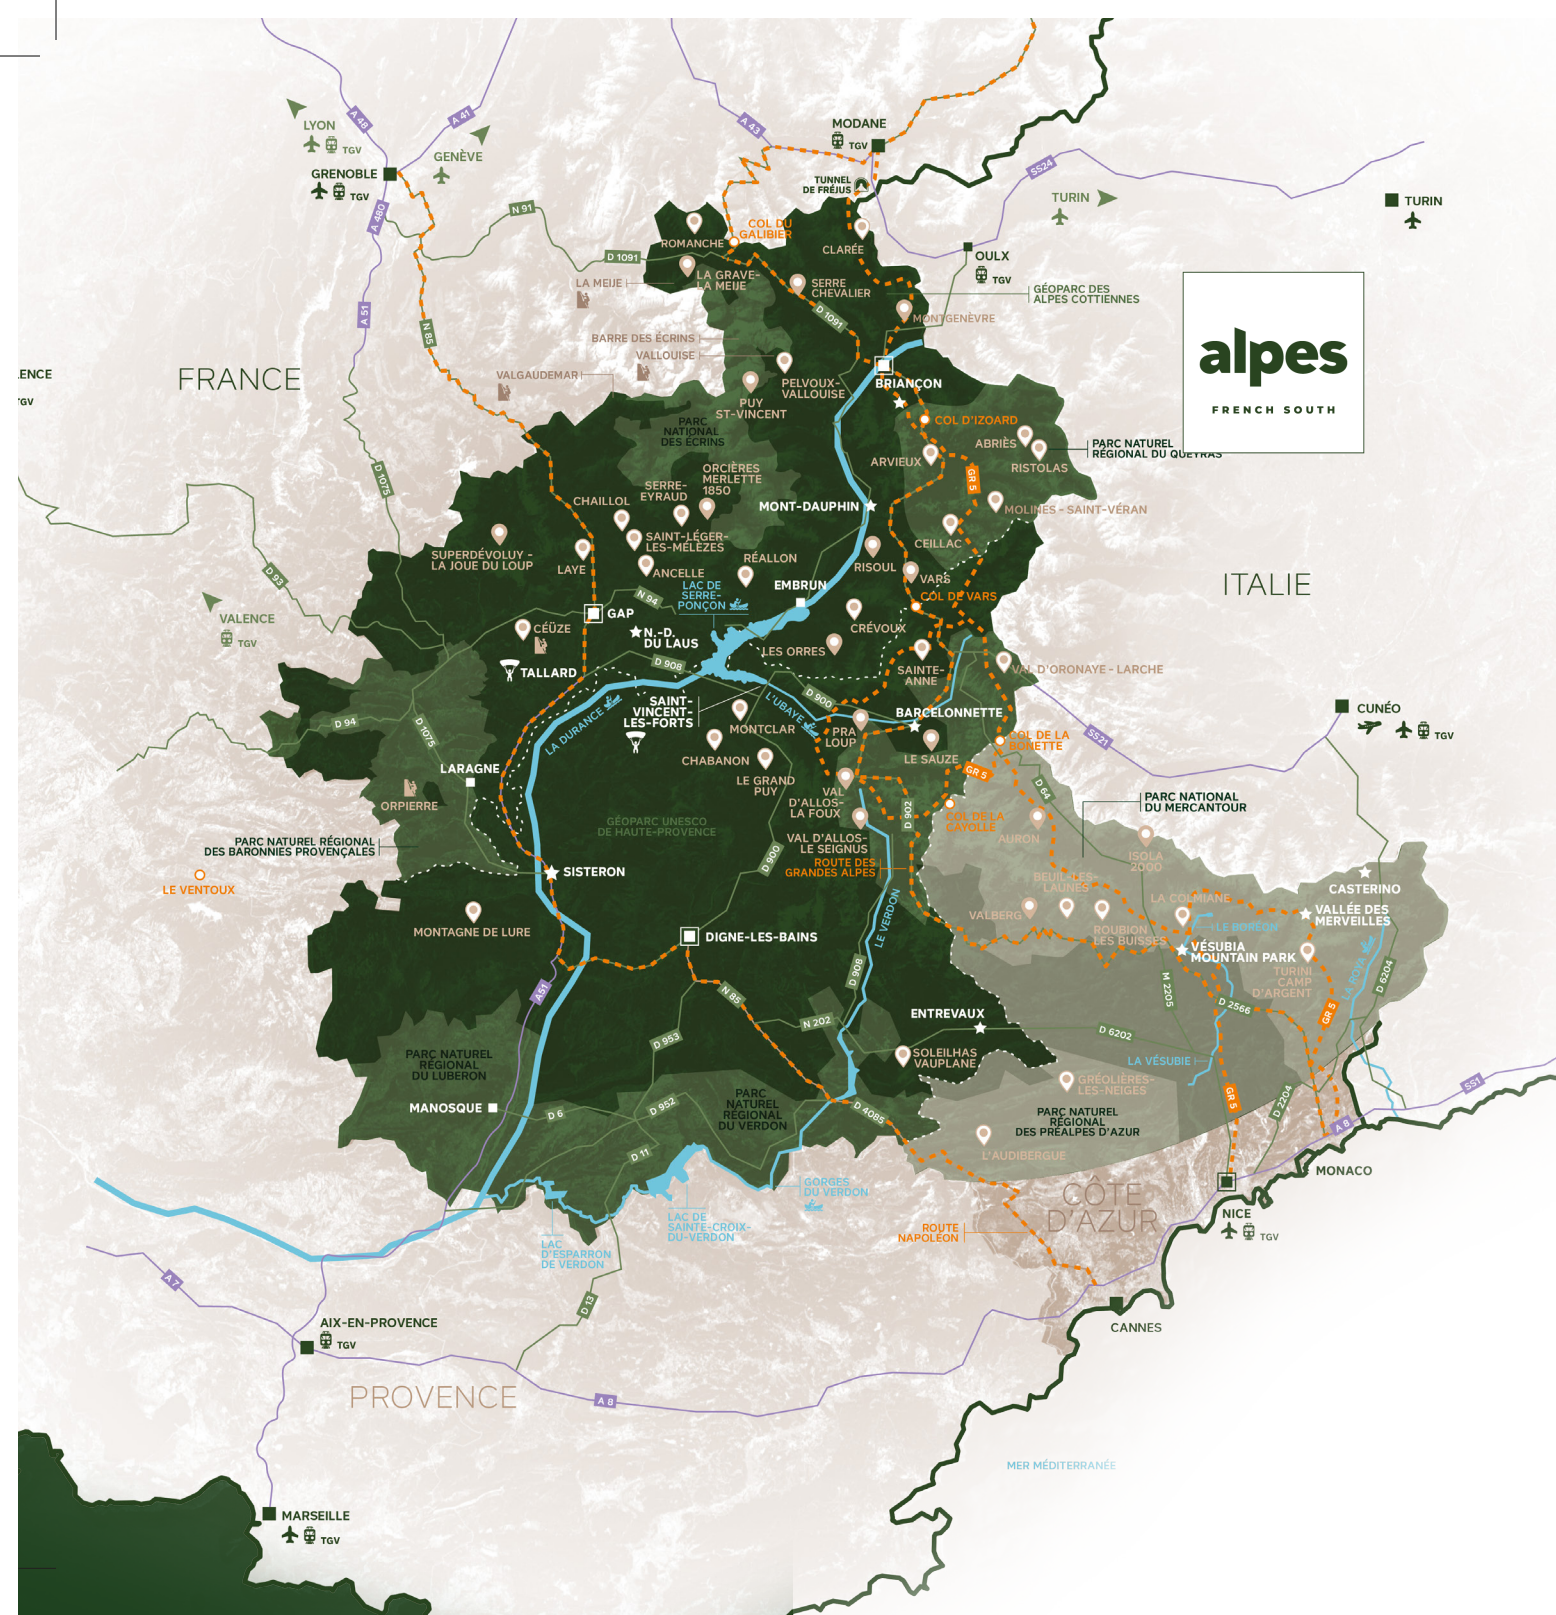 A 48
A 41
A 43
LYON
TGV
GENÈVE
GRENOBLE
TGV
A 480
MODANE
TGV
TUNNEL
DE FRÉJUS
SS24
TURIN
TURIN
N 91
D 1091
ROMANCHE
COL DU
GALIBIER
CLARÉE
OULX
TGV
LA MEIJE
LA GRAVE-
LA MEIJE
SERRE
CHEVALIER
GÉOPARC DES
ALPES COTTIENNES
A 51
N 85
D 1091
MONTGENÈVRE
BARRE DES ÉCRINS
VALLOUISE
VALGAUDEMAR
alpes
FRENCH SOUTH
LENCE
TGV
FRANCE
PELVOUX-
VALLOUISE
BRIANÇON
PUY
ST-VINCENT
PARC
NATIONAL
DES ÉCRINS
COL D'IZOARD
ABRIÈS
RISTOLAS
PARC NATUREL
RÉGIONAL DU QUEYRAS
ARVIEUX
GR 5
D 1075
ORCIÈRES
MERLETTE
1850
SERRE-
EYRAUD
CHAILLOL
MONT-DAUPHIN
MOLINES - SAINT-VÉRAN
SUPERDÉVOLUY -
LA JOUE DU LOUP
LAYE
SAINT-LÉGER-
LES-MÉLÈZES
ANCELLE
RÉALLON
CEILLAC
RISOUL
VARS
COL DE VARS
D 93
LAC DE
SERRE-
PONÇON
EMBRUN
ITALIE
N 94
GAP
VALENCE
TGV
CÉÜZE
N.-D.
DU LAUS
CRÉVOUX
LES ORRES
TALLARD
D 908
SAINTE-
ANNE
VAL D'ORONAYE - LARCHE
SAINT-
VINCENT-
LES-FORTS
D 900
L'UBAYE
LA DURANCE
BARCELONNETTE
CUNÉO
TGV
D 94
D 1075
MONTCLAR
PRA
LOUP
COL DE LA
BONETTE
SS21
CHABANON
LE SAUZE
LARAGNE
LE GRAND
PUY
GR 5
ORPIERRE
VAL
D'ALLOS-
LA FOUX
D 902
D 64
PARC NATIONAL
DU MERCANTOUR
GÉOPARC UNESCO
DE HAUTE-PROVENCE
COL DE LA
CAYOLLE
AURON
PARC NATUREL RÉGIONAL
DES BARONNIES PROVENÇALES
VAL D'ALLOS-
LE SEIGNUS
D 900
ROUTE DES
GRANDES ALPES
ISOLA
2000
SISTERON
LE VENTOUX
BEUIL-LES-
LAUNES
CASTERINO
LA COLMIANE
VALLÉE DES
MERVEILLES
VALBERG
LE VERDON
LE BORÉON
MONTAGNE DE LURE
DIGNE-LES-BAINS
ROUBION
LES BUISSES
VÉSUBIA
MOUNTAIN PARK
TURINI
CAMP
D'ARGENT
LA ROYA
D 6204
A51
N 85
D 908
M 2205
D 2566
GR 5
ENTREVAUX
N 202
D 953
D 6202
PARC NATUREL
RÉGIONAL
DU LUBERON
SOLEILHAS
VAUPLANE
LA VÉSUBIE
GRÉOLIÈRES-
LES-NEIGES
SS1
MANOSQUE
D 6
D 952
PARC
NATUREL
RÉGIONAL
DU VERDON
D 4085
PARC NATUREL
RÉGIONAL
DES PRÉALPES D'AZUR
GR 5
D 2204
A 8
D 11
L'AUDIBERGUE
MONACO
GORGES
DU VERDON
CÔTE
D'AZUR
NICE
TGV
LAC DE
SAINTE-CROIX-
DU-VERDON
ROUTE
NAPOLÉON
LAC
D'ESPARRON
DE VERDON
A 7
D 13
AIX-EN-PROVENCE
TGV
CANNES
PROVENCE
A 8
MER MÉDITERRANÉE
MARSEILLE
TGV